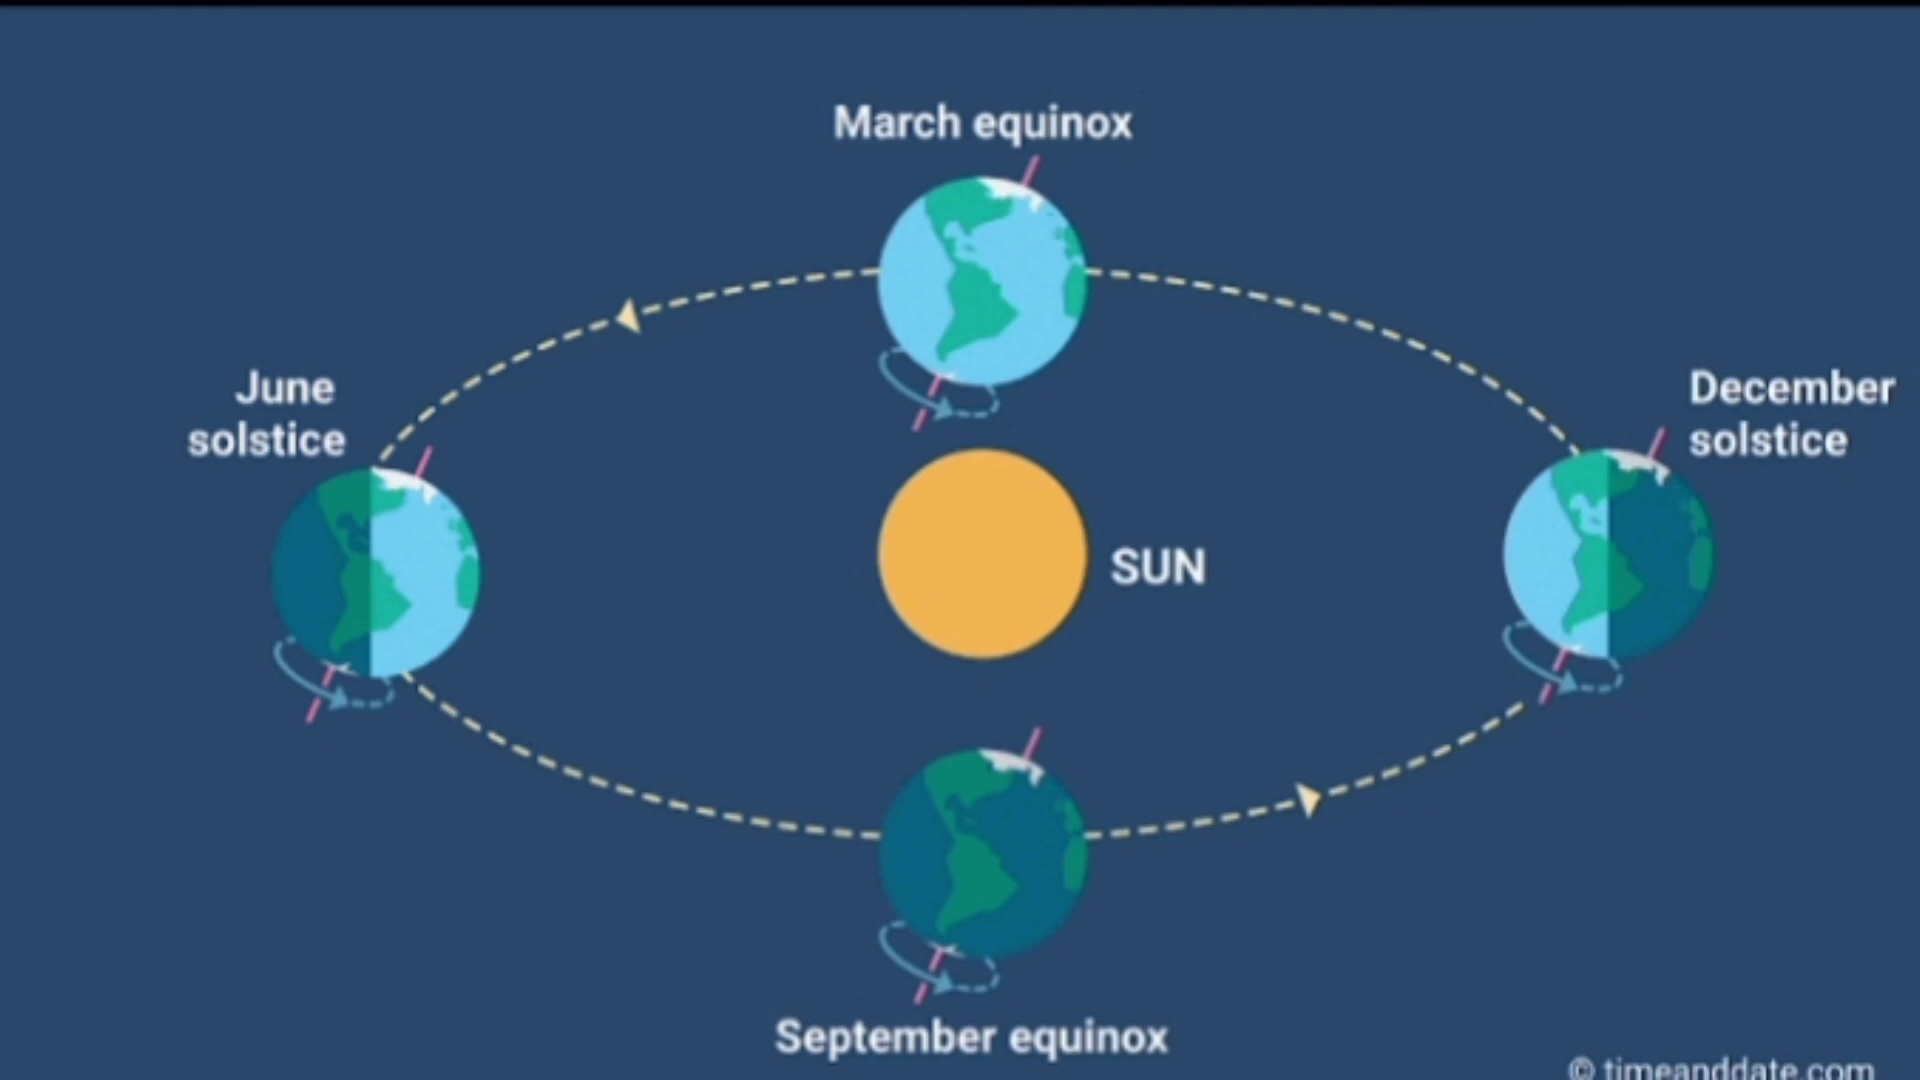 March equinox
June
solstice
December
solstice
SUN
September equinox
© timeanddate.com